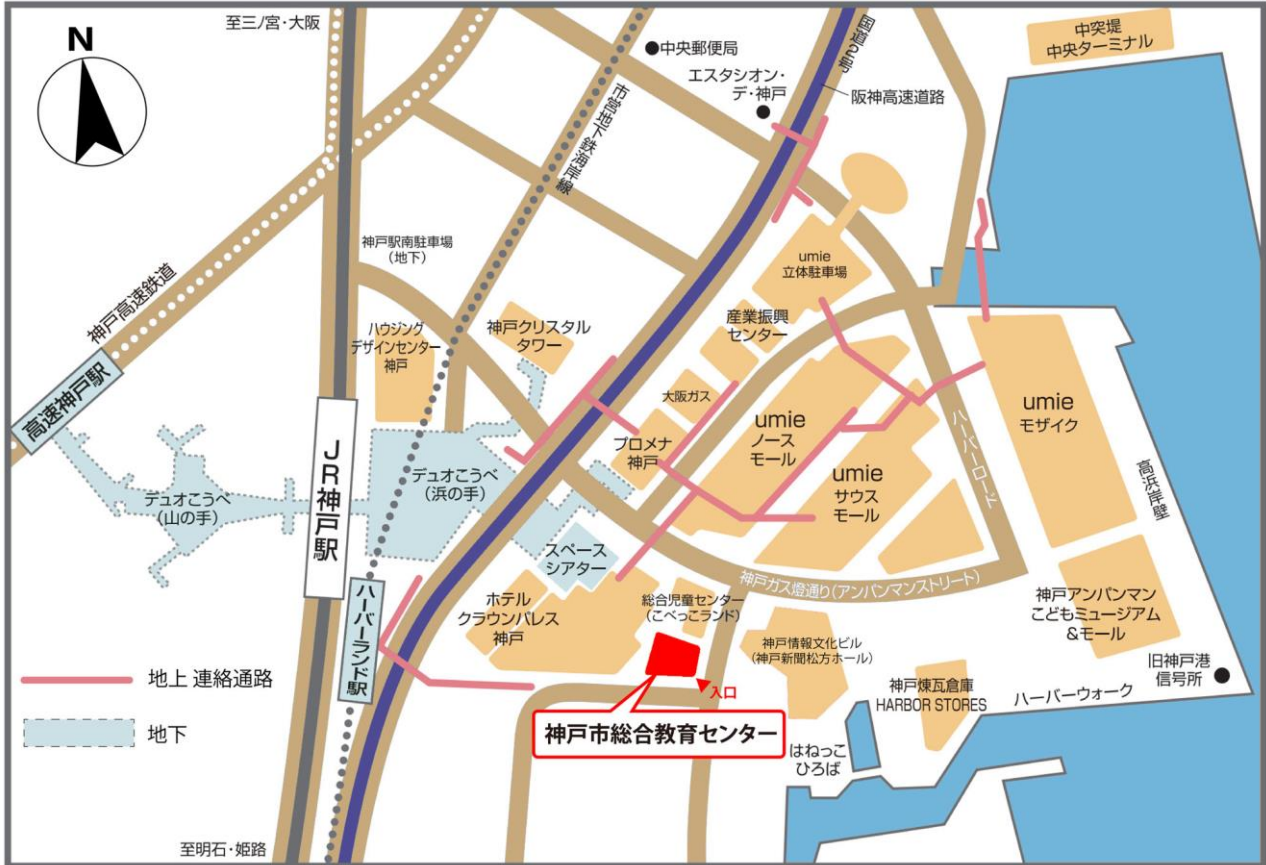 至三ノ宮・大阪
N
中央郵便局
エスタシオン・
デ・神戸
国道2号
阪神高速道路
中突堤
中央ターミナル
市営地下鉄海岸線
神戸駅南駐車場
(地下)
神戸高速鉄道
高速神戸駅
ハウジング
デザインセンター
神戸
神戸クリスタル
タワー
umie
立体駐車場
産業振興
センター
大阪ガス
プロメナ
神戸
umie
ノース
モール
umie
サウス
モール
ハーバーロード
umie
モザイク
高浜岸壁
デュオこうべ
(山の手)
JR神戸駅
デュオこうべ
(浜の手)
スペース
シアター
ハーバーランド駅
ホテル
クラウンパレス
神戸
総合児童センター
(こべっこランド)
神戸ガス燈通り(アンパンマンストリート)
神戸情報文化ビル
(神戸新聞松方ホール)
神戸アンパンマン
こどもミュージアム
&モール
旧神戸港
信号所
神戸煉瓦倉庫
HARBOR STORES
ハーバーウォーク
入口
神戸市総合教育センター
はねっこ
ひろば
地上 連絡通路
地下
至明石・姫路